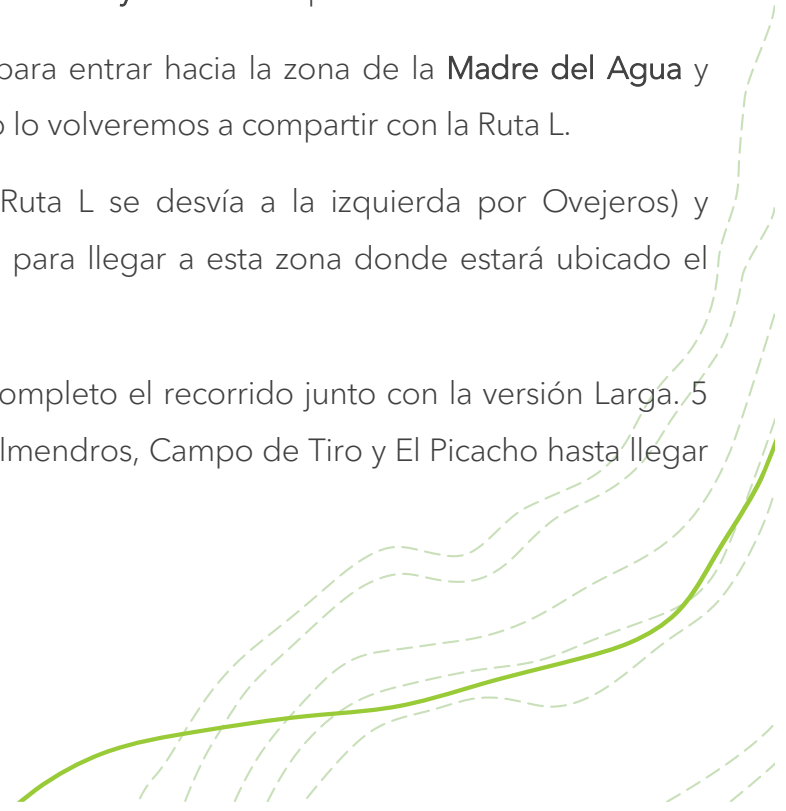 para entrar hacia la zona de la Madre del Agua y
lo volveremos a compartir con la Ruta L.
Ruta L se desvía a la izquierda por Ovejeros) y
para llegar a esta zona donde estará ubicado el
ompleto el recorrido junto con la versión Larga. 5
lmendros, Campo de Tiro y El Picacho hasta llegar